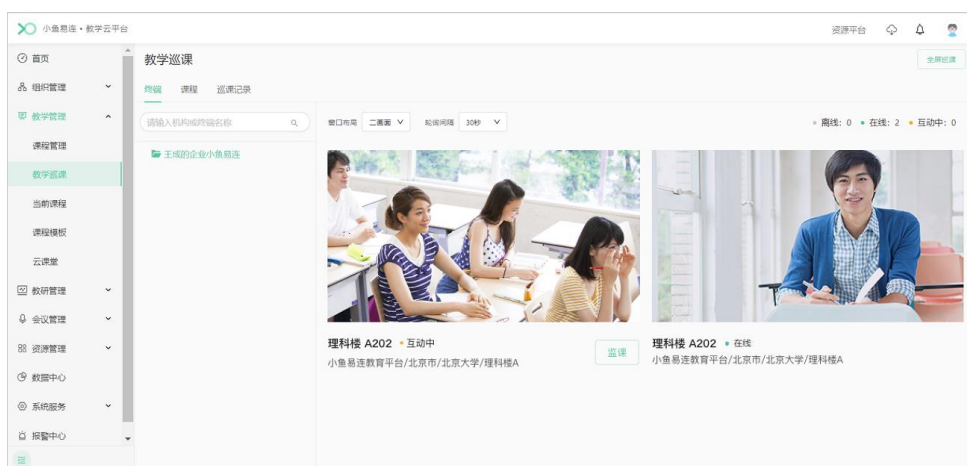 小鱼易连·教学云平台
资源平台
首页
组织管理
教学管理
课程管理
教学巡课
当前课程
课程模板
云课堂
教研管理
会议管理
资源管理
数据中心
系统服务
报警中心
教学巡课
全屏巡课
终端 课程 巡课记录
请输入机构或终端名称
王成的企业小鱼易连
窗口布局 二画面 轮询间隔 30秒
离线: 0 在线: 2 互动中: 0
理科楼 A202 互动中
小鱼易连教育平台/北京市/北京大学/理科楼A
监课
理科楼 A202 在线
小鱼易连教育平台/北京市/北京大学/理科楼A